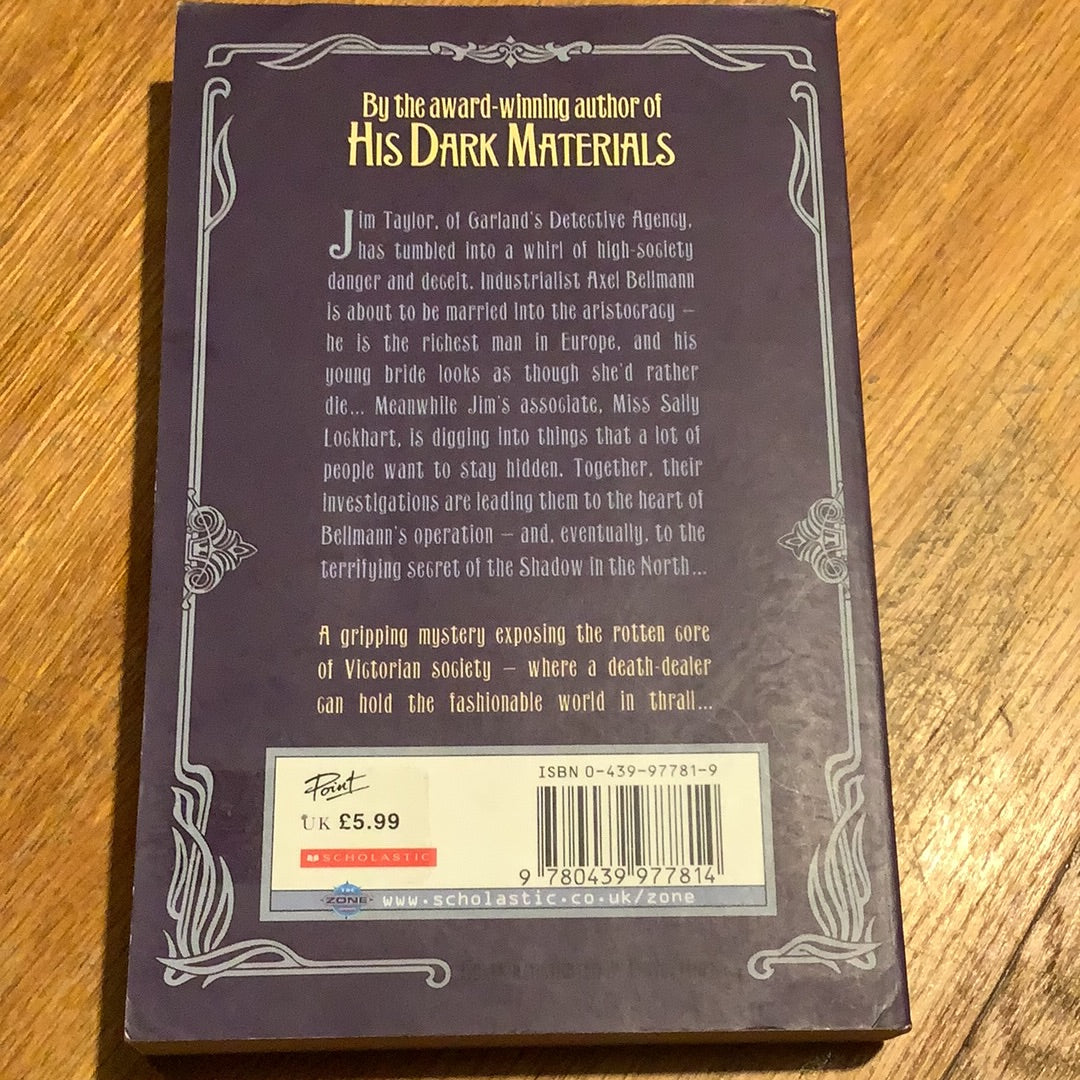 By the award-winning author of
HIS DARK MATERIALS
Jim Taylor, of Garland's Detective Agency,
has tumbled into a whirl of high-society
danger and deceit. Industrialist Axel Bellmann
is about to be married into the aristocracy –
he is the richest man in Europe, and his
young bride looks as though she'd rather
die... Meanwhile Jim's associate, Miss Sally
Lockhart, is digging into things that a lot of
people want to stay hidden. Together, their
investigations are leading them to the heart of
Bellmann's operation – and, eventually, to the
terrifying secret of the Shadow in the North...
A gripping mystery exposing the rotten core
of Victorian society – where a death-dealer
can hold the fashionable world in thrall...
Point
UK £5.99
SCHOLASTIC
ISBN 0-439-97781-9
9 780439 977814
THE ZONE www.scholastic.co.uk/zone